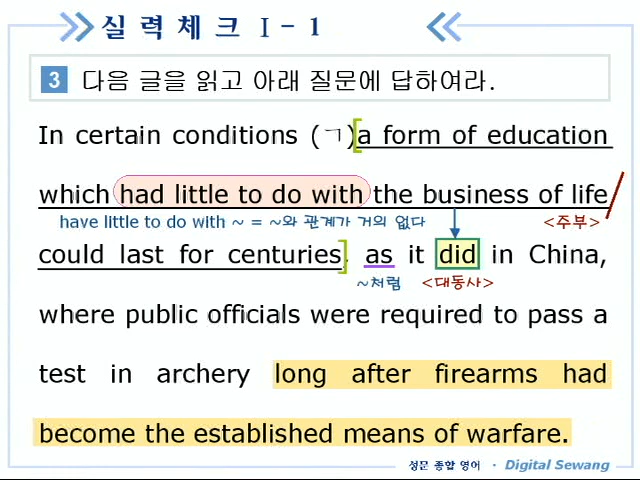 실력체크 I - 1
3 다음 글을 읽고 아래 질문에 답하여라.
In certain conditions (ㄱ)[a form of education
which had little to do with the business of life/
have little to do with ~ = ~와 관계가 거의 없다 <주부>
could last for centuries], as it did in China,
~처럼 <대동사>
where public officials were required to pass a
test in archery long after firearms had
become the established means of warfare.
성문 종합 영어 · Digital Sewang